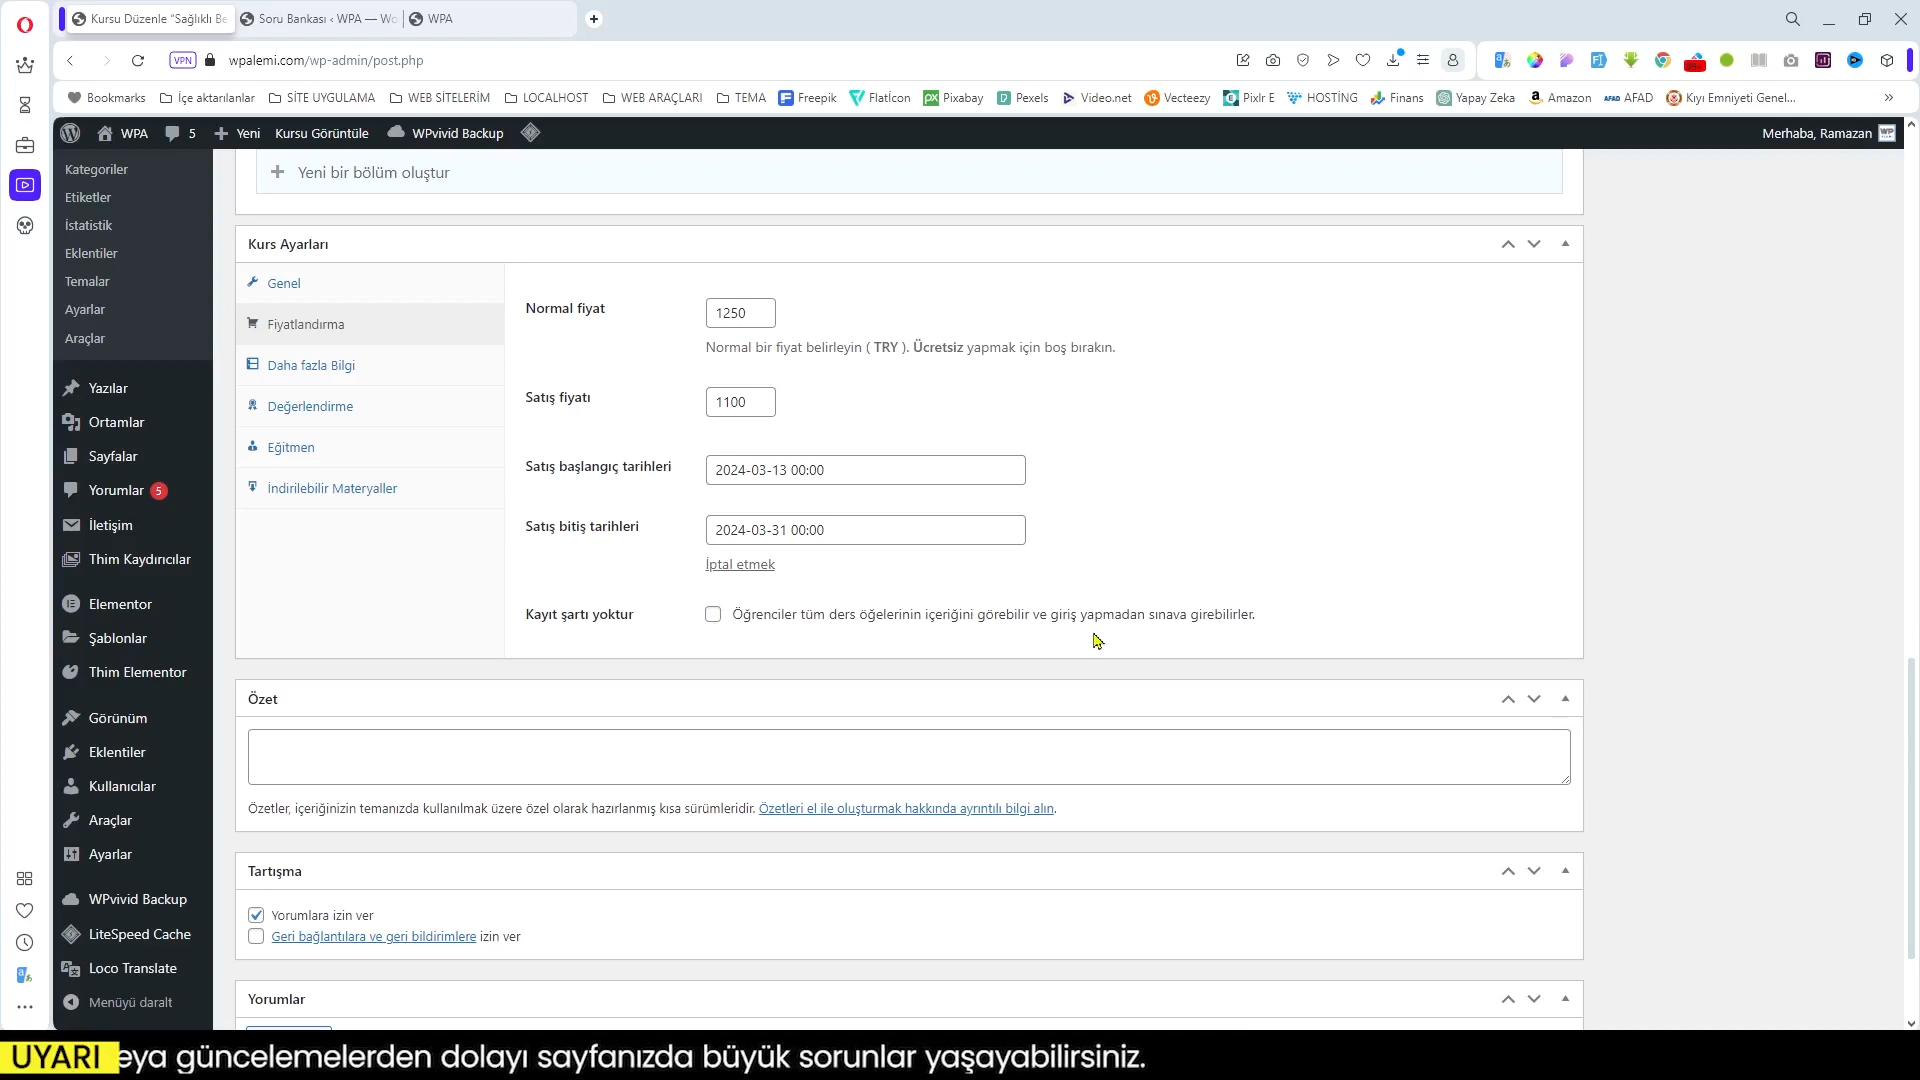 Kursu Düzenle "Sağlıklı Be
Soru Bankası ‹ WPA — Wo
WPA
VPN
wpalemi.com/wp-admin/post.php
Bookmarks
İçe aktarılanlar
SİTE UYGULAMA
WEB SİTELERİM
LOCALHOST
WEB ARAÇLARI
TEMA
Freepik
Flatİcon
Pixabay
Pexels
Video.net
Vecteezy
Pixlr E
HOSTİNG
Finans
Yapay Zeka
Amazon
AFAD
Kıyı Emniyeti Genel...
WPA
5
Yeni
Kursu Görüntüle
WPvivid Backup
Merhaba, Ramazan
Kategoriler
Etiketler
İstatistik
Eklentiler
Temalar
Ayarlar
Araçlar
Yazılar
Ortamlar
Sayfalar
Yorumlar 5
İletişim
Thim Kaydırıcılar
Elementor
Şablonlar
Thim Elementor
Görünüm
Eklentiler
Kullanıcılar
Araçlar
Ayarlar
WPvivid Backup
LiteSpeed Cache
Loco Translate
Menüyü daralt
Yeni bir bölüm oluştur
Kurs Ayarları
Genel
Fiyatlandırma
Daha fazla Bilgi
Değerlendirme
Eğitmen
İndirilebilir Materyaller
Normal fiyat
1250
Normal bir fiyat belirleyin ( TRY ). Ücretsiz yapmak için boş bırakın.
Satış fiyatı
1100
Satış başlangıç tarihleri
2024-03-13 00:00
Satış bitiş tarihleri
2024-03-31 00:00
İptal etmek
Kayıt şartı yoktur
Öğrenciler tüm ders öğelerinin içeriğini görebilir ve giriş yapmadan sınava girebilirler.
Özet
Özetler, içeriğinizin temanızda kullanılmak üzere özel olarak hazırlanmış kısa sürümleridir. Özetleri el ile oluşturmak hakkında ayrıntılı bilgi alın.
Tartışma
Yorumlara izin ver
Geri bağlantılara ve geri bildirimlere izin ver
Yorumlar
UYARI eya güncelemelerden dolayı sayfanızda büyük sorunlar yaşayabilirsiniz.